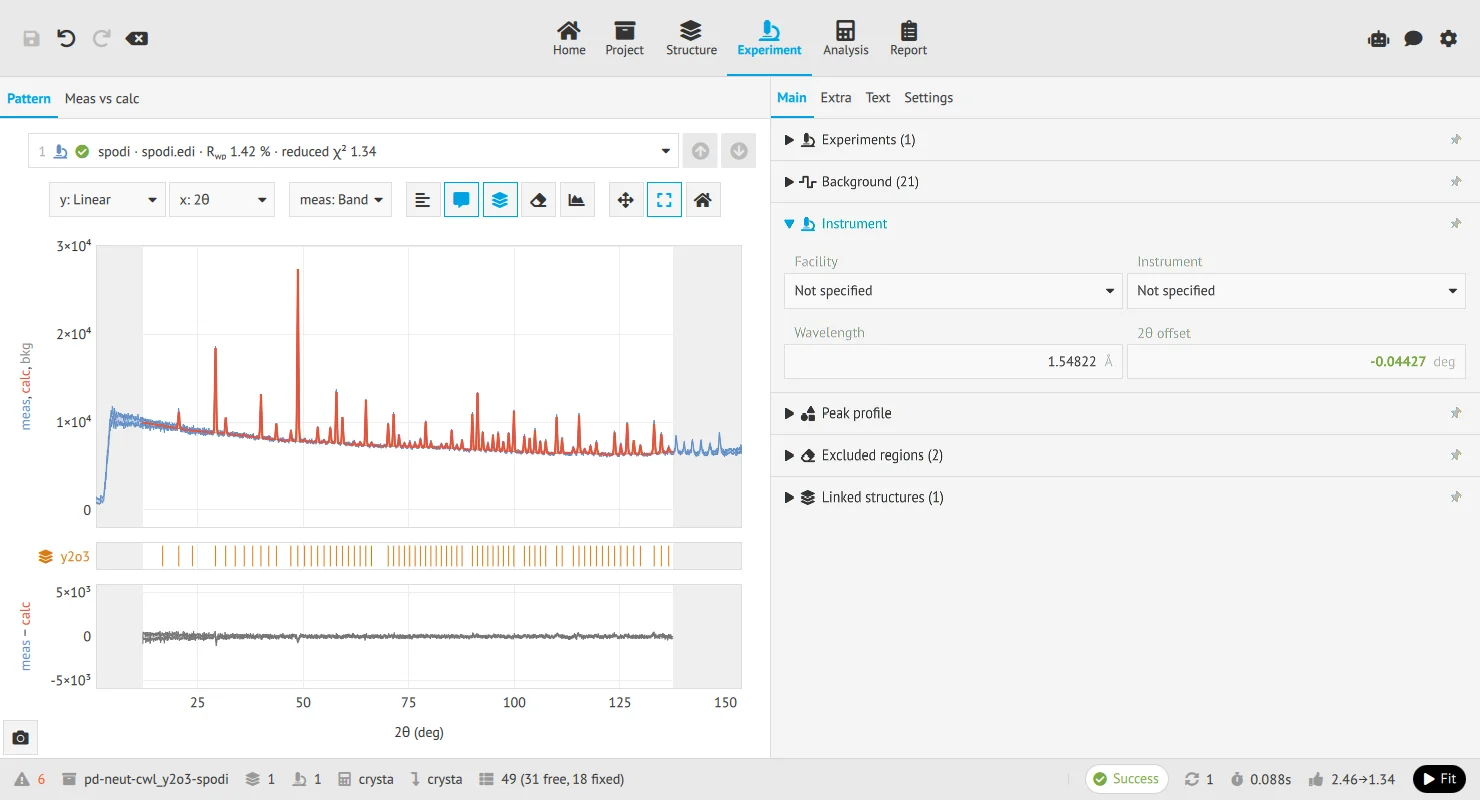 Home Project Structure Experiment Analysis Report
Pattern Meas vs calc
Main Extra Text Settings
1 spodi · spodi.edi · Rwp 1.42 % · reduced χ² 1.34
y: Linear x: 2θ meas: Band
3×10⁴
2×10⁴
1×10⁴
0
meas, calc, bkg
y2o3
5×10³
0
-5×10³
meas − calc
25 50 75 100 125 150
2θ (deg)
Experiments (1)
Background (21)
Instrument
Facility Instrument
Not specified Not specified
Wavelength 2θ offset
1.54822 Å -0.04427 deg
Peak profile
Excluded regions (2)
Linked structures (1)
6 pd-neut-cwl_y2o3-spodi 1 1 crysta crysta 49 (31 free, 18 fixed) Success 1 0.088s 2.46→1.34 Fit